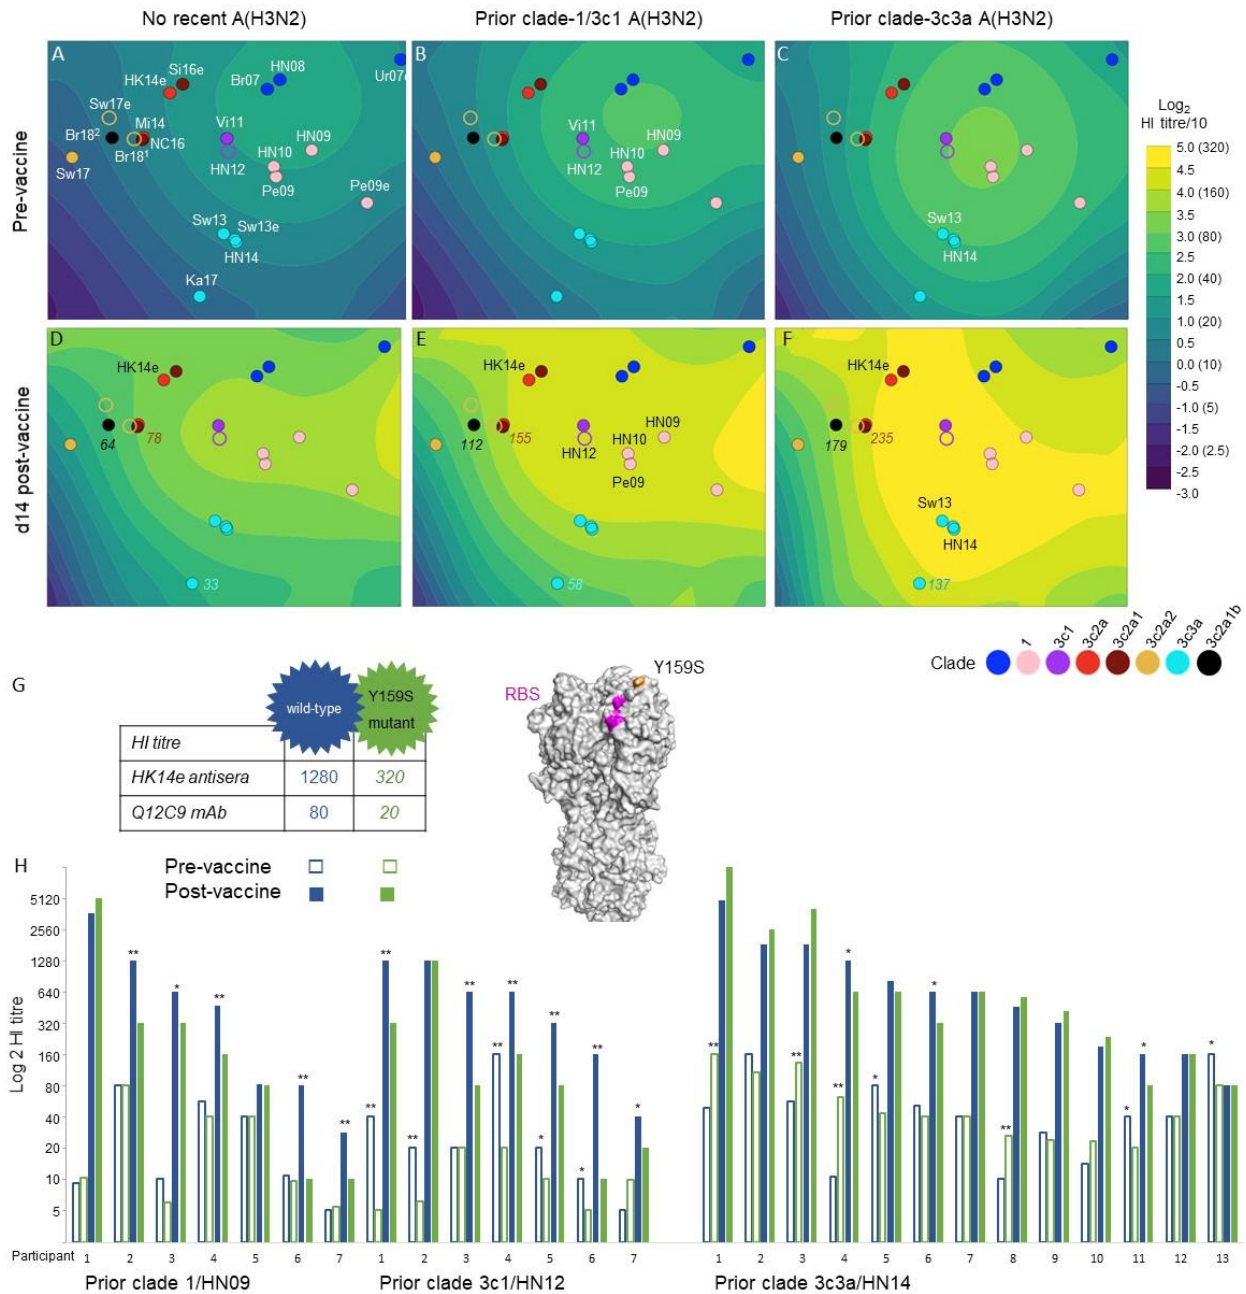 No recent A(H3N2)
Prior clade-1/3c1 A(H3N2)
Prior clade-3c3a A(H3N2)
Pre-vaccine
A
Si16e
HK14e
HN08
Br07
Ur07e
Sw17e
Br18²
Mi14
NC16
Br18¹
Sw17
Vi11
HN12
HN09
HN10
Pe09
Pe09e
Sw13
Sw13e
HN14
Ka17
B
Vi11
HN12
HN09
HN10
Pe09
C
Sw13
HN14
Log₂
HI titre/10
5.0 (320)
4.5
4.0 (160)
3.5
3.0 (80)
2.5
2.0 (40)
1.5
1.0 (20)
0.0 (10)
-0.5
-1.0 (5)
-1.5
-2.0 (2.5)
-2.5
-3.0
d14 post-vaccine
D
HK14e
64
78
33
E
HK14e
112
155
HN12
HN09
HN10
Pe09
58
F
HK14e
179
235
Sw13
HN14
137
Clade
1
3c1
3c2a
3c2a1
3c2a2
3c3a
3c2a1b
G
wild-type
Y159S
mutant
HI titre
HK14e antisera 1280 320
Q12C9 mAb 80 20
RBS
Y159S
H
Pre-vaccine
Post-vaccine
Log 2 HI titre
5120
2560
1280
640
320
160
80
40
20
10
5
** * ** ** **
** ** ** ** ** * * ** *
** ** ** * * * ** * * *
Participant 1 2 3 4 5 6 7 1 2 3 4 5 6 7 1 2 3 4 5 6 7 8 9 10 11 12 13
Prior clade 1/HN09
Prior clade 3c1/HN12
Prior clade 3c3a/HN14